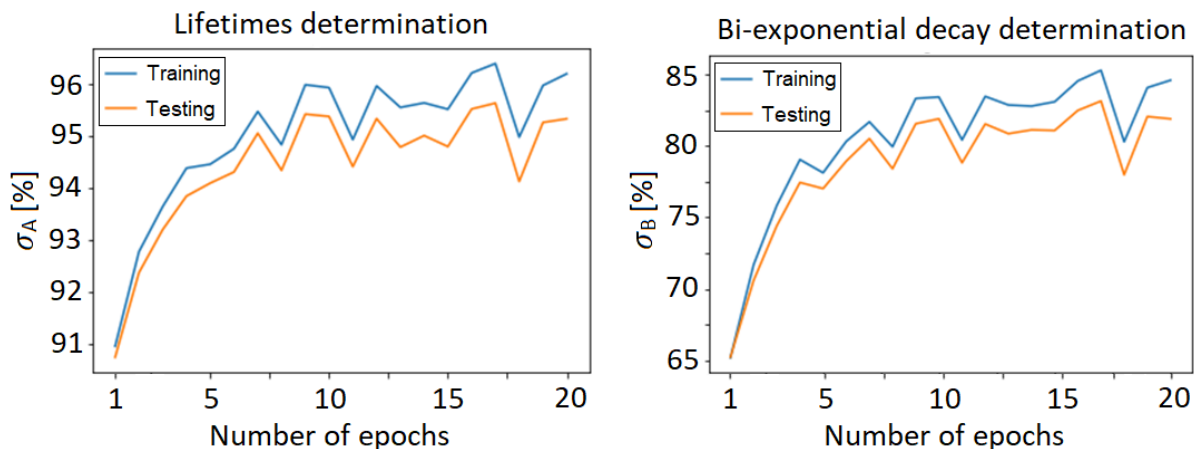 Lifetimes determination
Training
Testing
96
95
94
93
92
91
σA [%]
1 5 10 15 20
Number of epochs
Bi-exponential decay determination
Training
Testing
85
80
75
70
65
σB [%]
1 5 10 15 20
Number of epochs